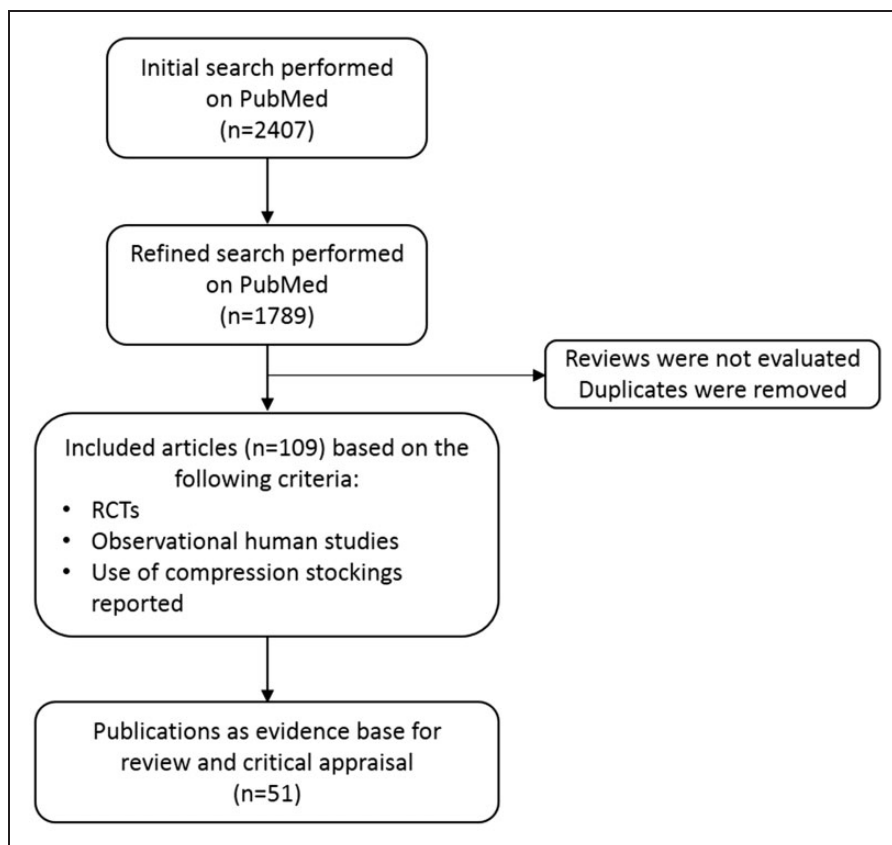 Initial search performed
on PubMed
(n=2407)
Refined search performed
on PubMed
(n=1789)
Reviews were not evaluated
Duplicates were removed
Included articles (n=109) based on the
following criteria:
• RCTs
• Observational human studies
• Use of compression stockings
reported
Publications as evidence base for
review and critical appraisal
(n=51)